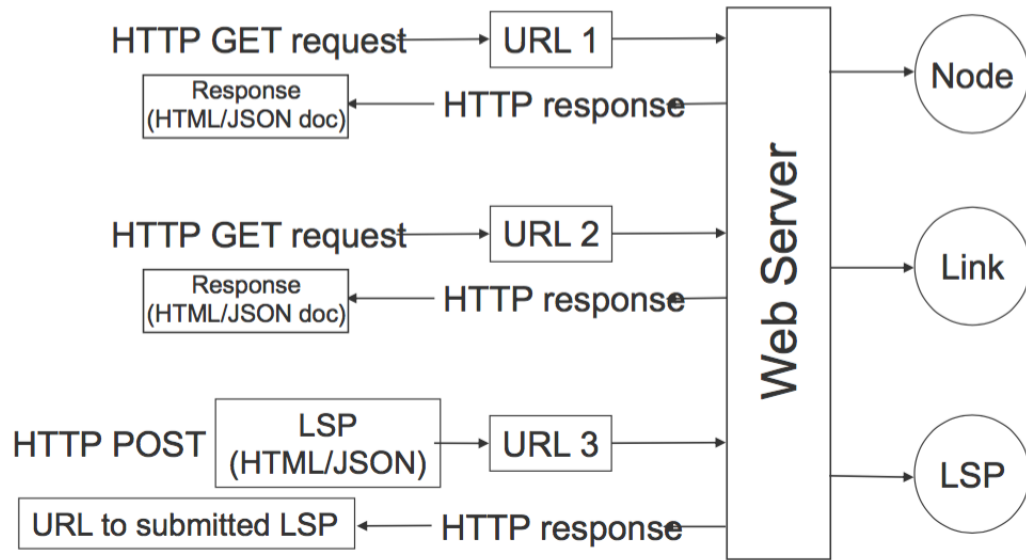 HTTP GET request
URL 1
Response
(HTML/JSON doc)
HTTP response
HTTP GET request
URL 2
Response
(HTML/JSON doc)
HTTP response
HTTP POST
LSP
(HTML/JSON)
URL 3
URL to submitted LSP
HTTP response
Web Server
Node
Link
LSP